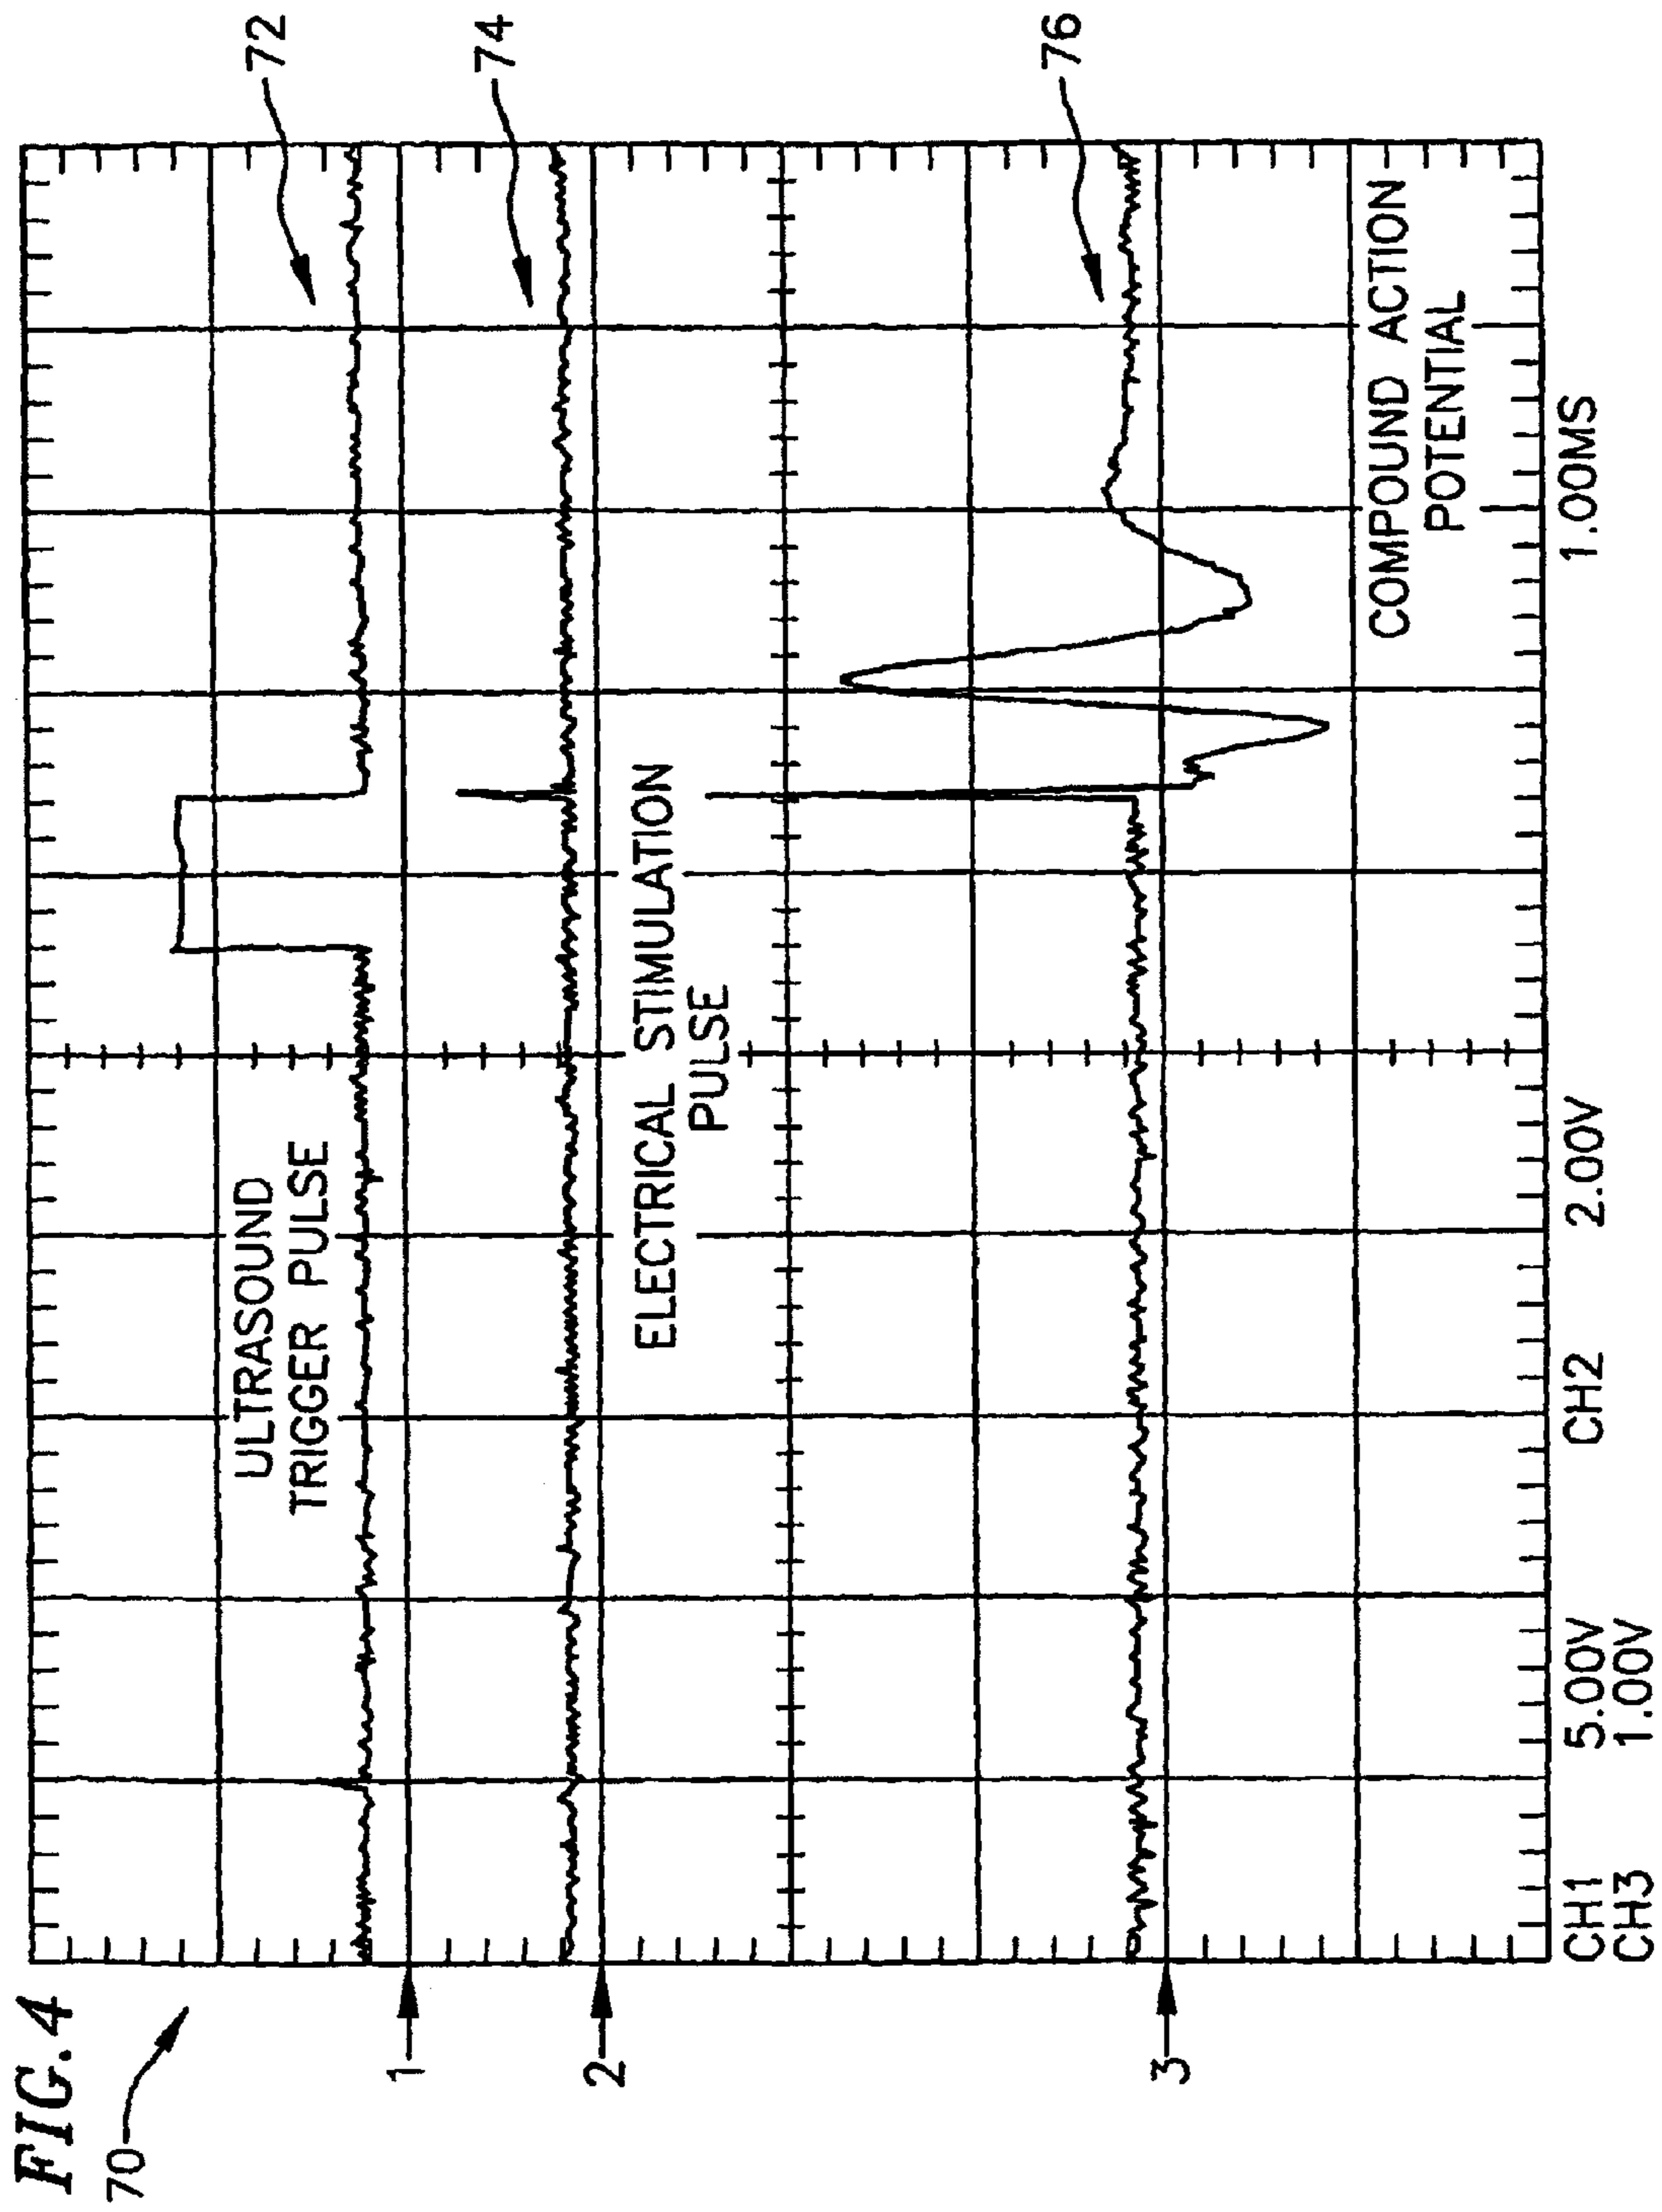 FIG.4
70
72
74
76
1
2
3
ULTRASOUND
TRIGGER PULSE
ELECTRICAL STIMULATION
PULSE
COMPOUND ACTION
POTENTIAL
CH1 5.00V CH2 2.00V 1.00MS
CH3 1.00V